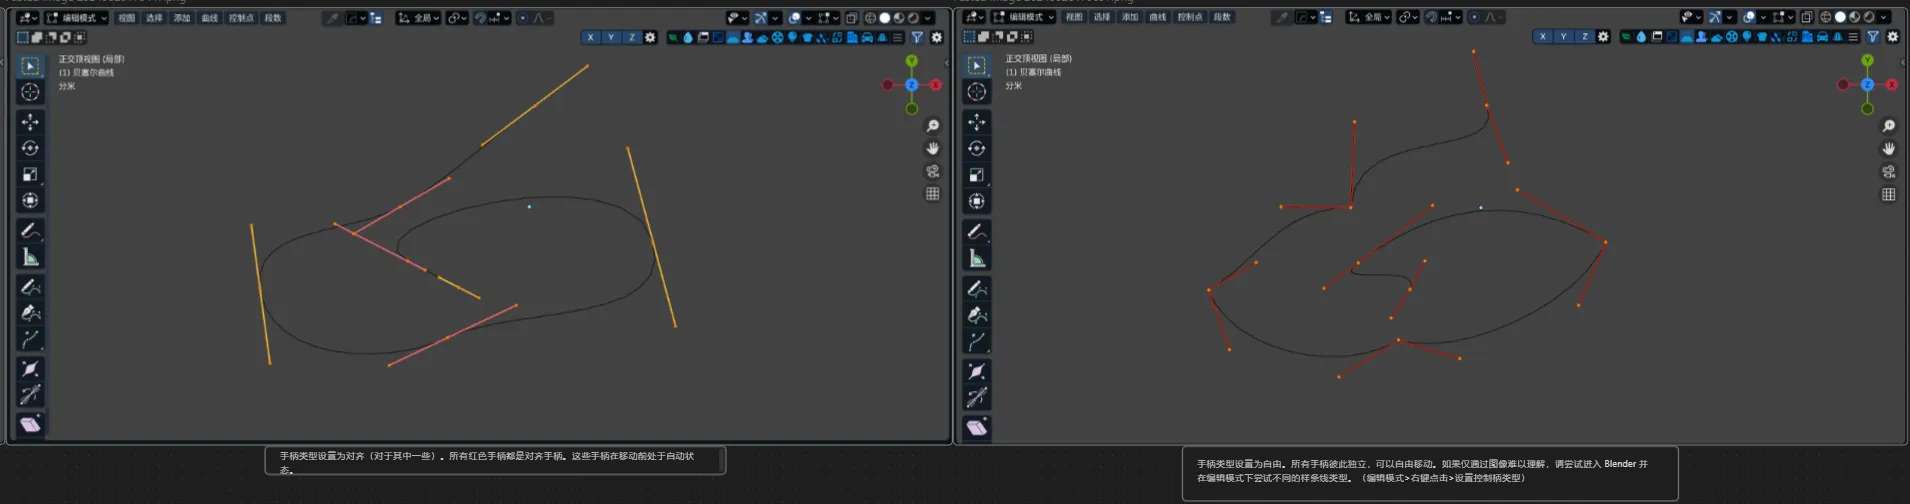 编辑模式 视图 选择 添加 曲线 控制点 段数 全局
X Y Z
正交顶视图 (局部)
(1) 贝塞尔曲线
分米
Y
Z X
手柄类型设置为对齐（对于其中一些）。所有红色手柄都是对齐手柄。这些手柄在移动前处于自动状
态。
编辑模式 视图 选择 添加 曲线 控制点 段数 全局
X Y Z
正交顶视图 (局部)
(1) 贝塞尔曲线
分米
Y
Z X
手柄类型设置为自由。所有手柄彼此独立，可以自由移动。如果仅通过图像难以理解，请尝试进入 Blender 并
在编辑模式下尝试不同的样条线类型。（编辑模式>右键点击>设置控制柄类型）